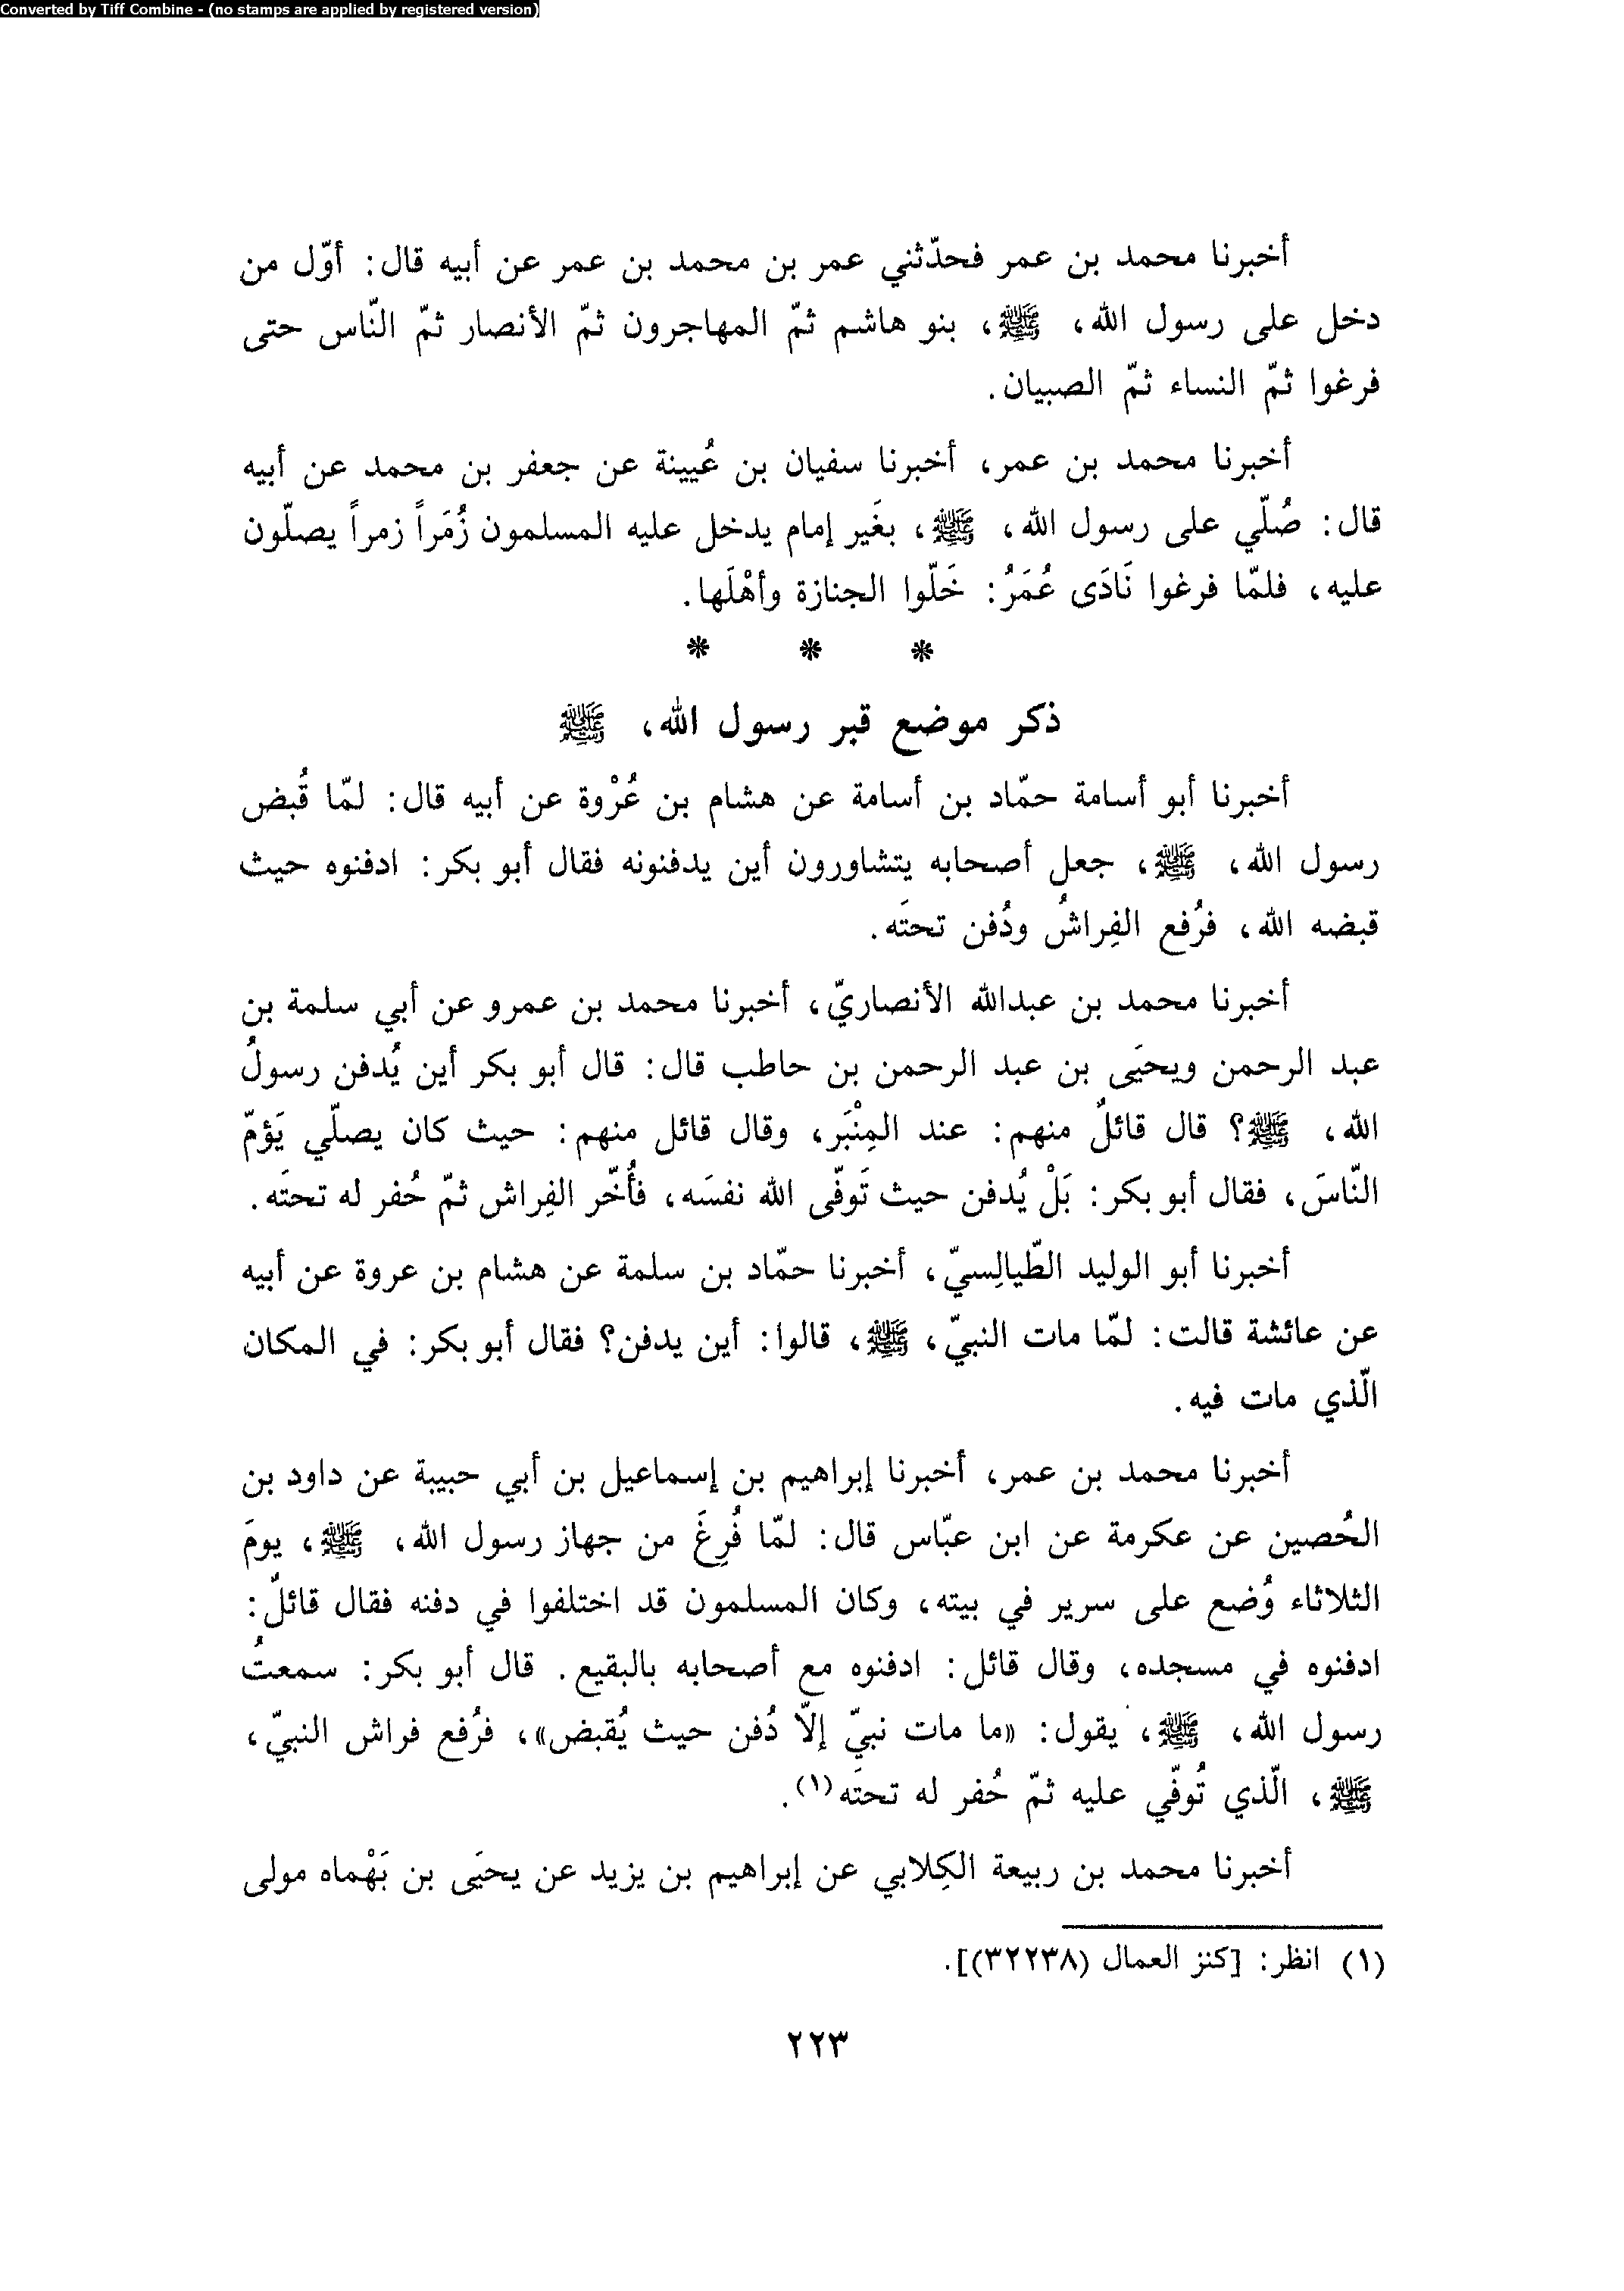 Converted by Tiff Combine - (no stamps are applied by registered version)
أخبرنا محمد بن عمر فحدّثني عمر بن محمد بن عمر عن أبيه قال: أوّل من
دخل على رسول الله، ﷺ، بنو هاشم ثمّ المهاجرون ثمّ الأنصار ثمّ النّاس حتى
فرغوا ثمّ النساء ثمّ الصبيان.
أخبرنا محمد بن عمر، أخبرنا سفيان بن عُيينة عن جعفر بن محمد عن أبيه
قال: صُلّي على رسول الله، ﷺ، بغَير إمام يدخل عليه المسلمون زُمَراً زمراً يصلّون
عليه، فلمّا فرغوا نَادَى عُمَرُ: خَلّوا الجنازة وأهْلَها.
* * *
ذكر موضع قبر رسول الله، ﷺ
أخبرنا أبو أسامة حمّاد بن أسامة عن هشام بن عُرْوة عن أبيه قال: لمّا قُبض
رسول الله، ﷺ، جعل أصحابه يتشاورون أين يدفنونه فقال أبو بكر: ادفنوه حيث
قبضه الله، فرُفع الفِراشُ ودُفن تحتَه.
أخبرنا محمد بن عبدالله الأنصاريّ، أخبرنا محمد بن عمرو عن أبي سلمة بن
عبد الرحمن ويحيَى بن عبد الرحمن بن حاطب قال: قال أبو بكر أين يُدفن رسولُ
الله، ﷺ؟ قال قائلٌ منهم: عند المِنْبَر، وقال قائل منهم: حيث كان يصلّي يَؤمّ
النّاسَ، فقال أبو بكر: بَلْ يُدفن حيث تَوفّى الله نفسَه، فأُخّر الفِراش ثمّ حُفر له تحتَه.
أخبرنا أبو الوليد الطّيالِسيّ، أخبرنا حمّاد بن سلمة عن هشام بن عروة عن أبيه
عن عائشة قالت: لمّا مات النبيّ، ﷺ، قالوا: أين يدفن؟ فقال أبو بكر: في المكان
الّذي مات فيه.
أخبرنا محمد بن عمر، أخبرنا إبراهيم بن إسماعيل بن أبي حبيبة عن داود بن
الحُصين عن عكرمة عن ابن عبّاس قال: لمّا فُرِغَ من جهاز رسول الله، ﷺ، يومَ
الثلاثاء وُضع على سرير في بيته، وكان المسلمون قد اختلفوا في دفنه فقال قائلٌ:
ادفنوه في مسجده، وقال قائل: ادفنوه مع أصحابه بالبقيع. قال أبو بكر: سمعتُ
رسول الله، ﷺ، يقول: «ما مات نبيّ إلّا دُفن حيث يُقبض»، فرُفع فراش النبيّ،
ﷺ، الّذي تُوفّي عليه ثمّ حُفر له تحتَه(١).
أخبرنا محمد بن ربيعة الكِلابي عن إبراهيم بن يزيد عن يحيَى بن بَهْماه مولى
(١) انظر: [كنز العمال (٣٢٢٣٨)].
٢٢٣